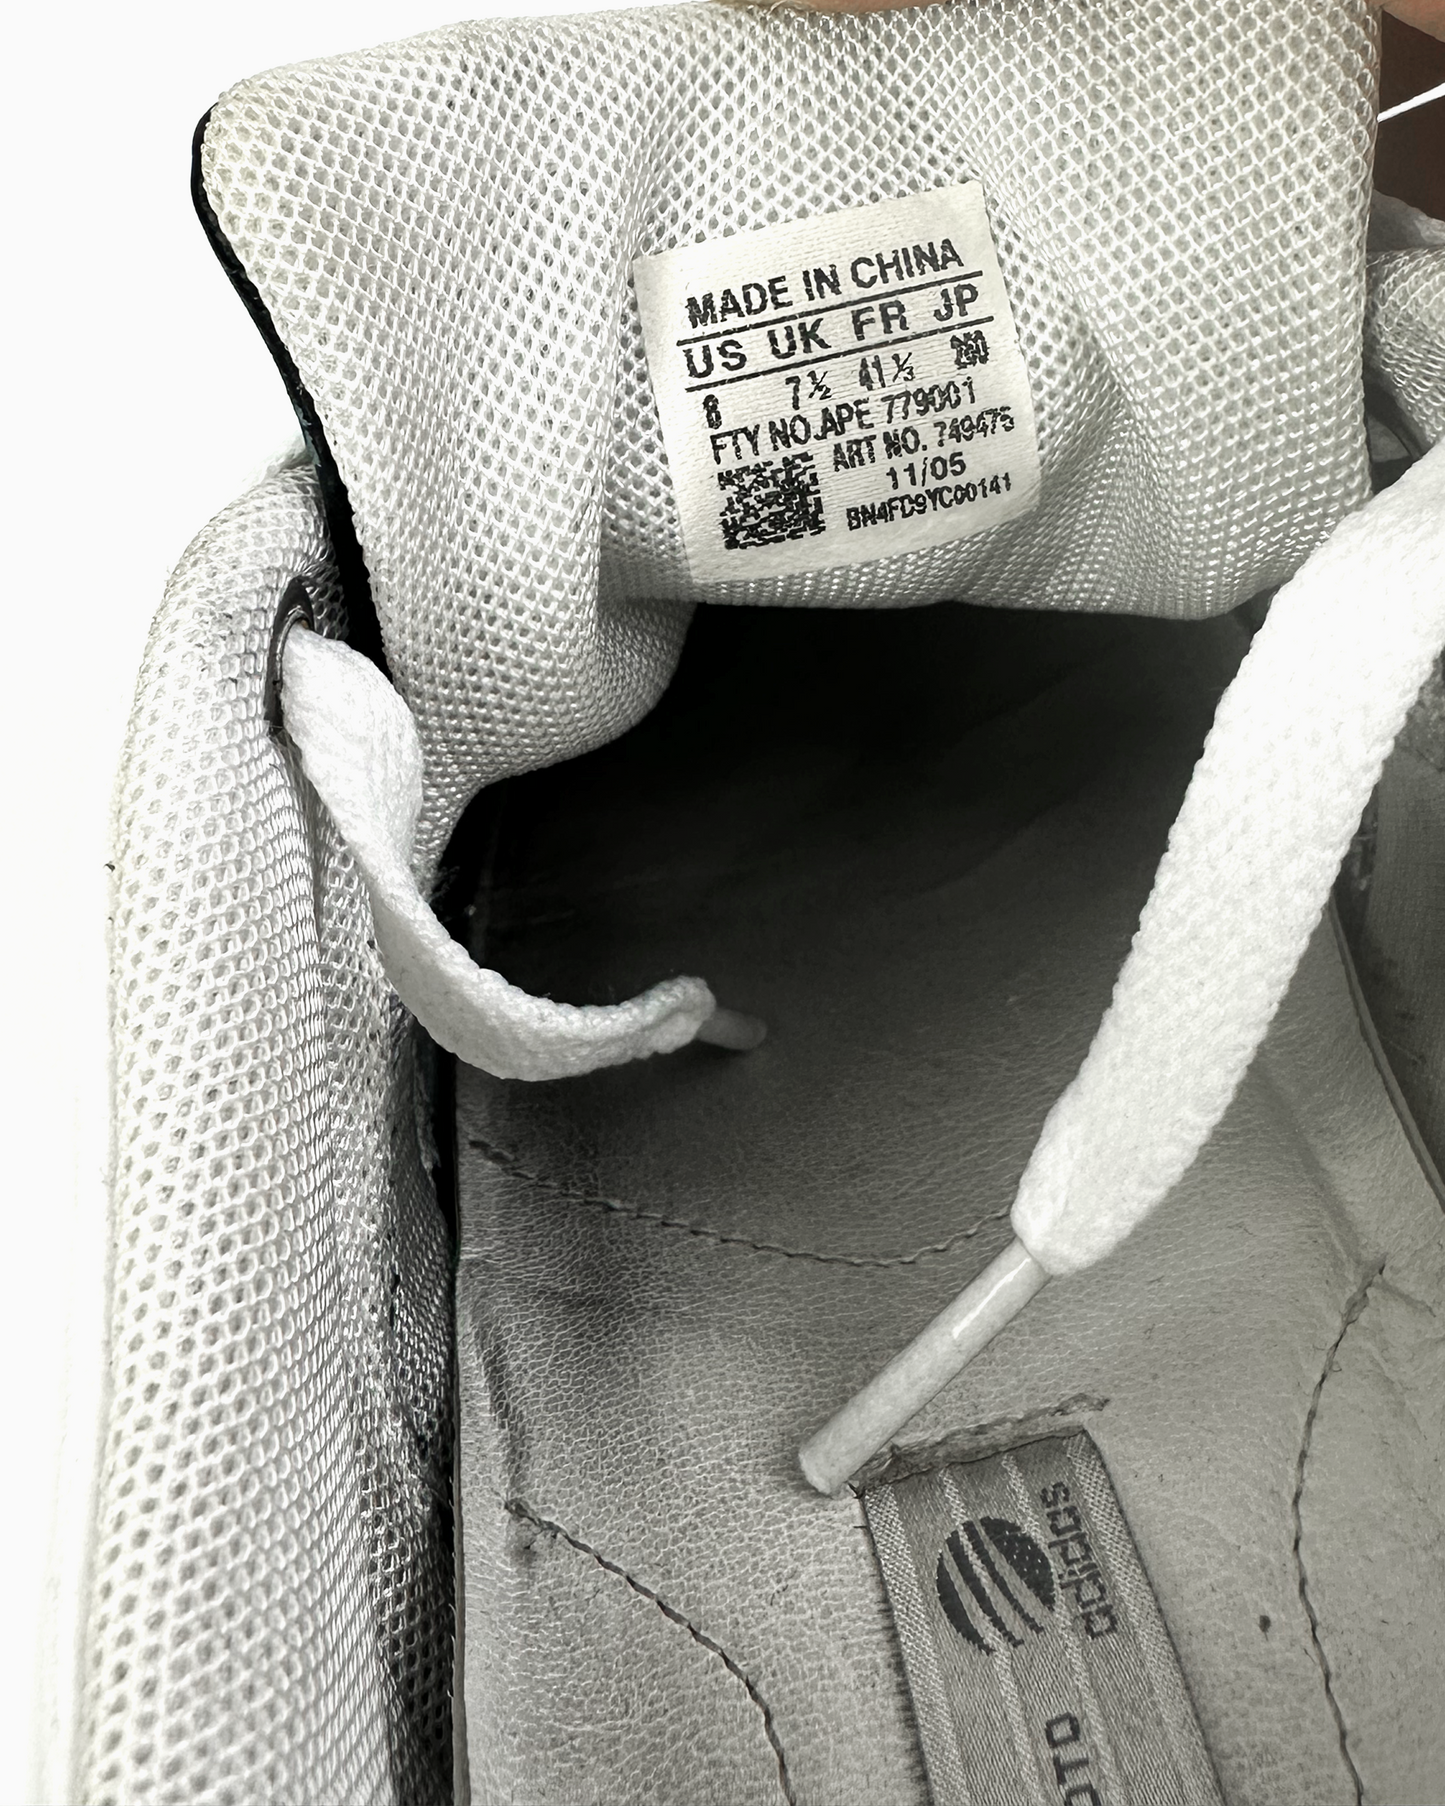 MADE IN CHINA
US UK FR JP
8 7½ 41⅓ 260
FTY NO.APE 779001
ART NO. 749475
11/05
BN4FD9YC00141
adidas